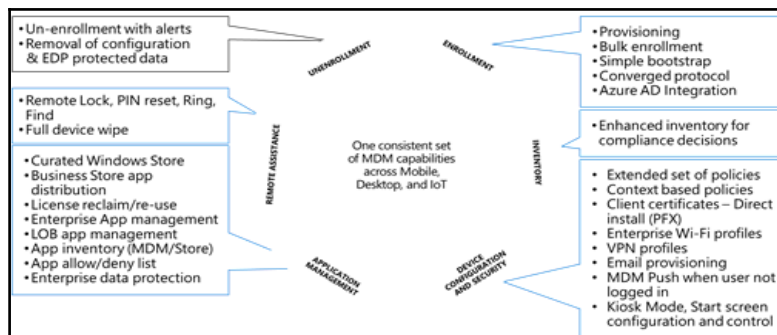 • Un-enrollment with alerts
• Removal of configuration
& EDP protected data
UNENROLLMENT
ENROLLMENT
• Provisioning
• Bulk enrollment
• Simple bootstrap
• Converged protocol
• Azure AD Integration
• Remote Lock, PIN reset, Ring,
Find
• Full device wipe
REMOTE ASSISTANCE
One consistent set
of MDM capabilities
across Mobile,
Desktop, and IoT
INVENTORY
• Enhanced inventory for
compliance decisions
• Curated Windows Store
• Business Store app
distribution
• License reclaim/re-use
• Enterprise App management
• LOB app management
• App inventory (MDM/Store)
• App allow/deny list
• Enterprise data protection
APPLICATION
MANAGEMENT
DEVICE
CONFIGURATION
AND SECURITY
• Extended set of policies
• Context based policies
• Client certificates – Direct
install (PFX)
• Enterprise Wi-Fi profiles
• VPN profiles
• Email provisioning
• MDM Push when user not
logged in
• Kiosk Mode, Start screen
configuration and control